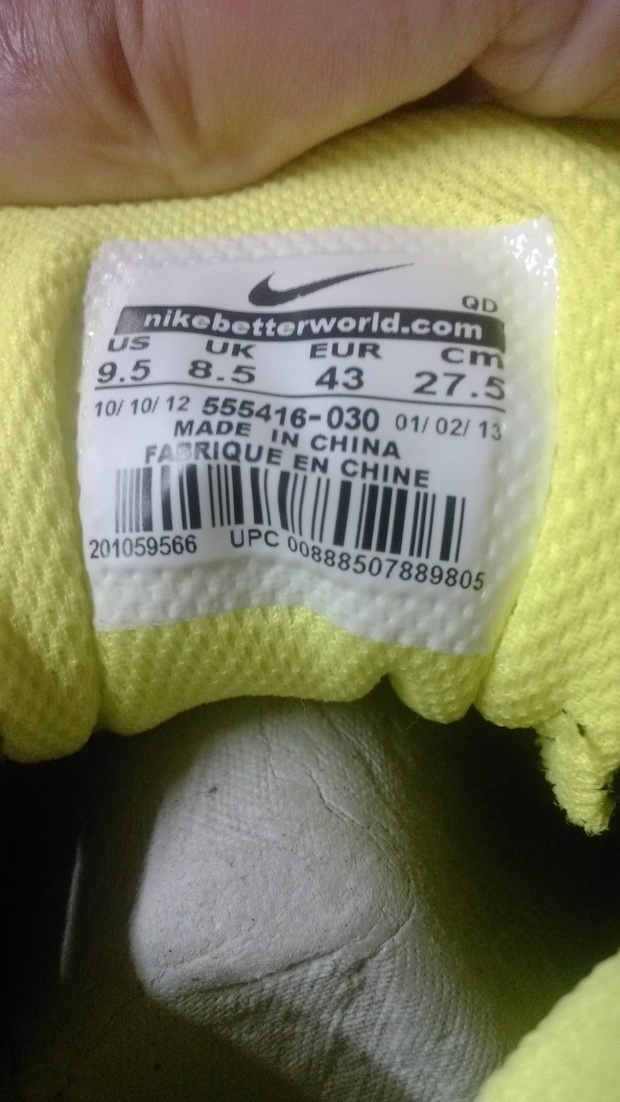 QD
nikebetterworld.com
US UK EUR cm
9.5 8.5 43 27.5
10/10/12 555416-030 01/02/13
MADE IN CHINA
FABRIQUE EN CHINE
201059566 UPC 00888507889805